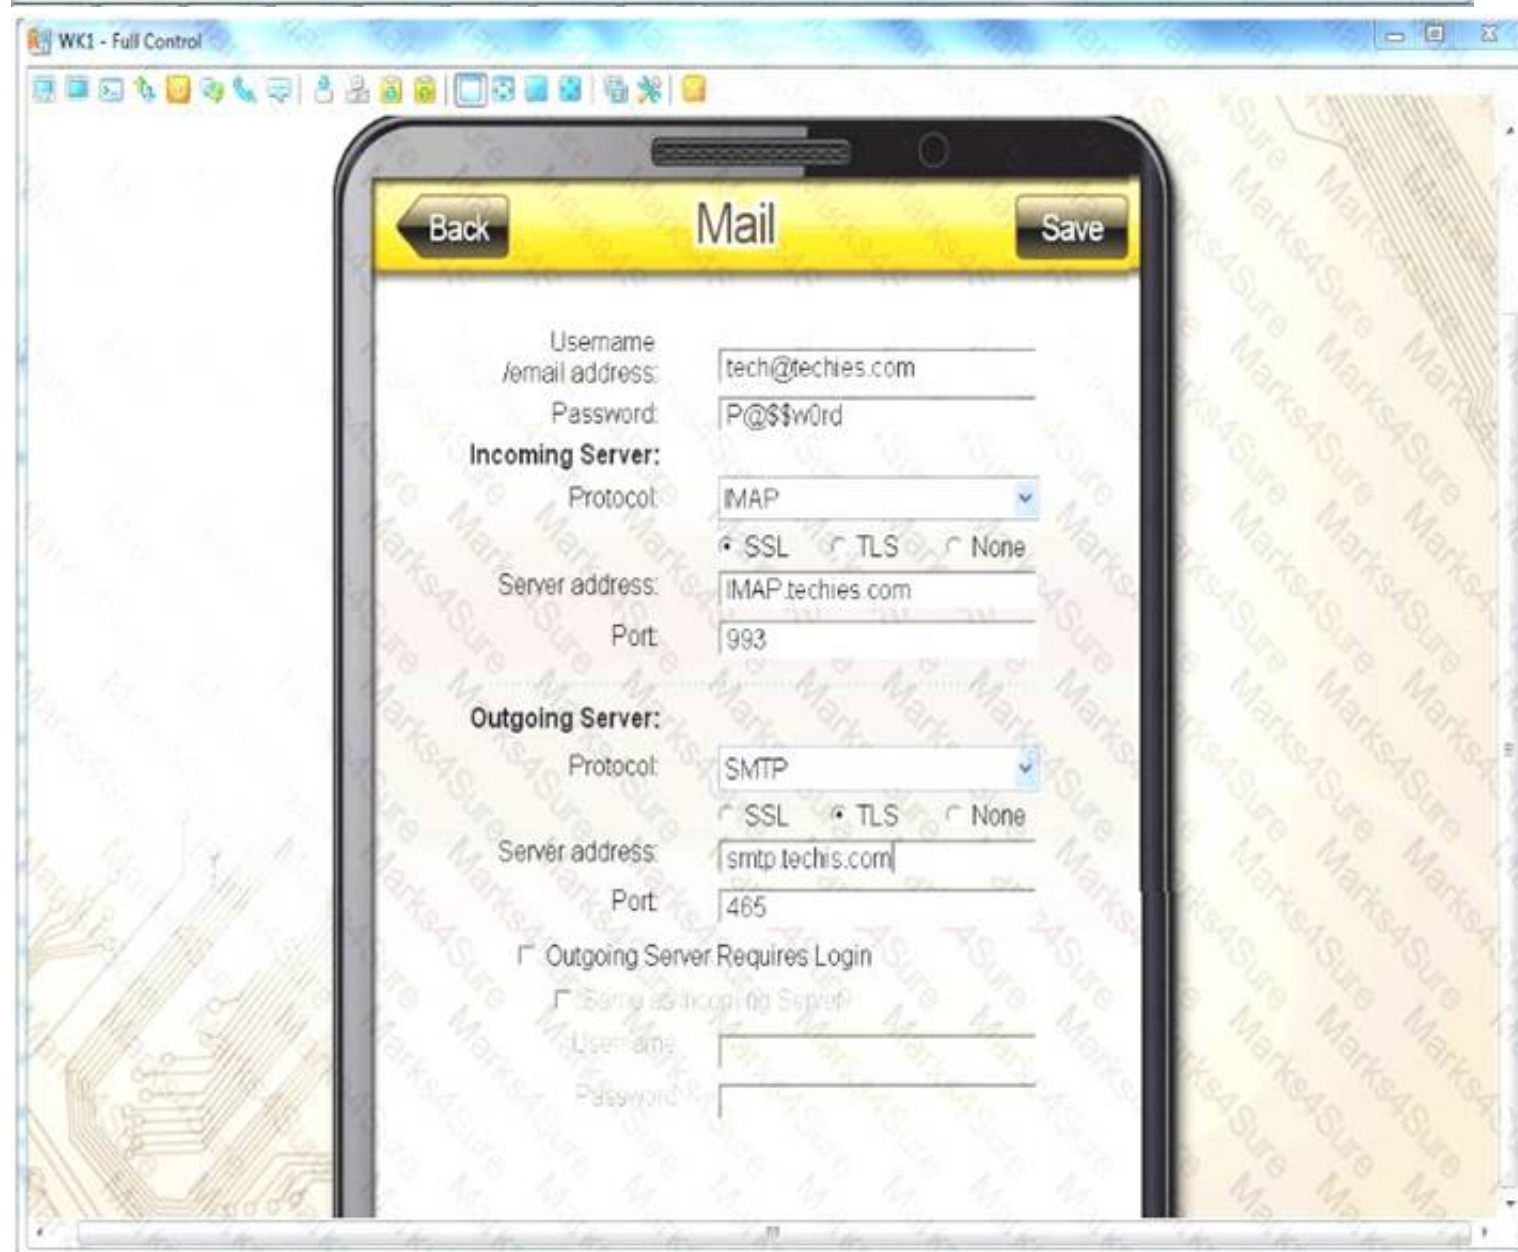 WK1 - Full Control
Back Mail Save
Username
/email address: tech@techies.com
Password: P@$$w0rd
Incoming Server:
Protocol: IMAP
SSL TLS None
Server address: IMAP.techies.com
Port: 993
Outgoing Server:
Protocol: SMTP
SSL TLS None
Server address: smtp.techis.com
Port: 465
Outgoing Server Requires Login
Same as Incoming Server
Username
Password
Marks4Sure